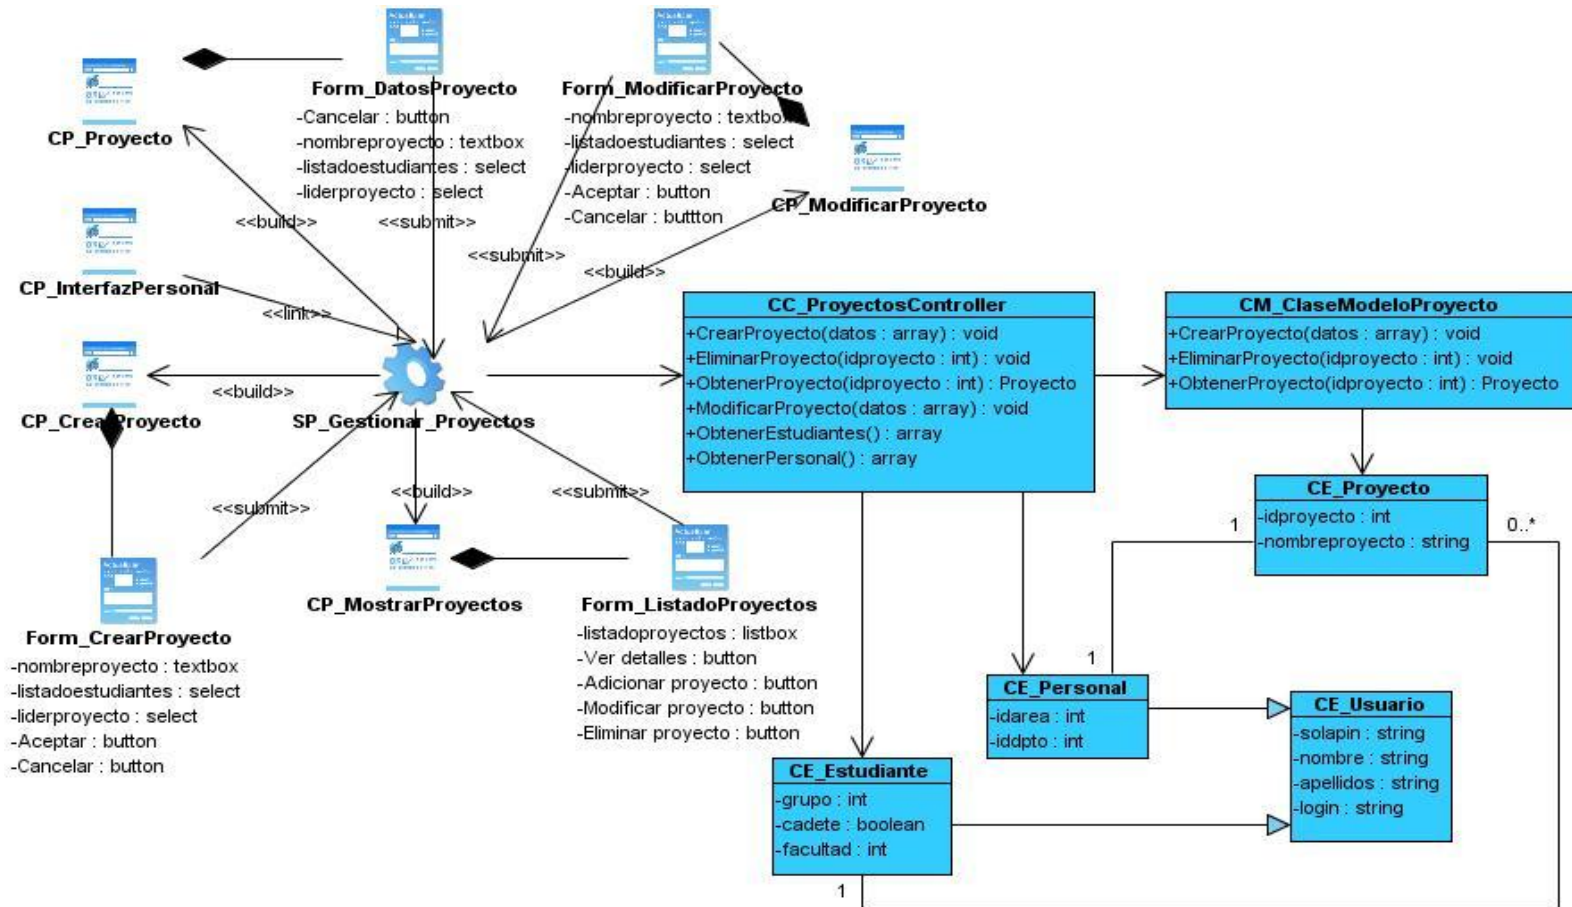 Form_DatosProyecto
-Cancelar : button
-nombreproyecto : textbox
-listadoestudiantes : select
-liderproyecto : select
Form_ModificarProyecto
-nombreproyecto : textbox
-listadoestudiantes : select
-liderproyecto : select
-Aceptar : button
-Cancelar : buttton
CP_Proyecto
CP_ModificarProyecto
<<build>>
<<submit>>
<<submit>>
<<build>>
CP_InterfazPersonal
<<link>>
CP_CrearProyecto
<<build>>
SP_Gestionar_Proyectos
<<submit>>
<<build>>
<<submit>>
CC_ProyectosController
+CrearProyecto(datos : array) : void
+EliminarProyecto(idproyecto : int) : void
+ObtenerProyecto(idproyecto : int) : Proyecto
+ModificarProyecto(datos : array) : void
+ObtenerEstudiantes() : array
+ObtenerPersonal() : array
CM_ClaseModeloProyecto
+CrearProyecto(datos : array) : void
+EliminarProyecto(idproyecto : int) : void
+ObtenerProyecto(idproyecto : int) : Proyecto
CE_Proyecto
-idproyecto : int
-nombreproyecto : string
1
0..*
Form_CrearProyecto
-nombreproyecto : textbox
-listadoestudiantes : select
-liderproyecto : select
-Aceptar : button
-Cancelar : button
CP_MostrarProyectos
Form_ListadoProyectos
-listadoproyectos : listbox
-Ver detalles : button
-Adicionar proyecto : button
-Modificar proyecto : button
-Eliminar proyecto : button
1
CE_Personal
-idarea : int
-iddpto : int
CE_Usuario
-solapin : string
-nombre : string
-apellidos : string
-login : string
CE_Estudiante
-grupo : int
-cadete : boolean
-facultad : int
1